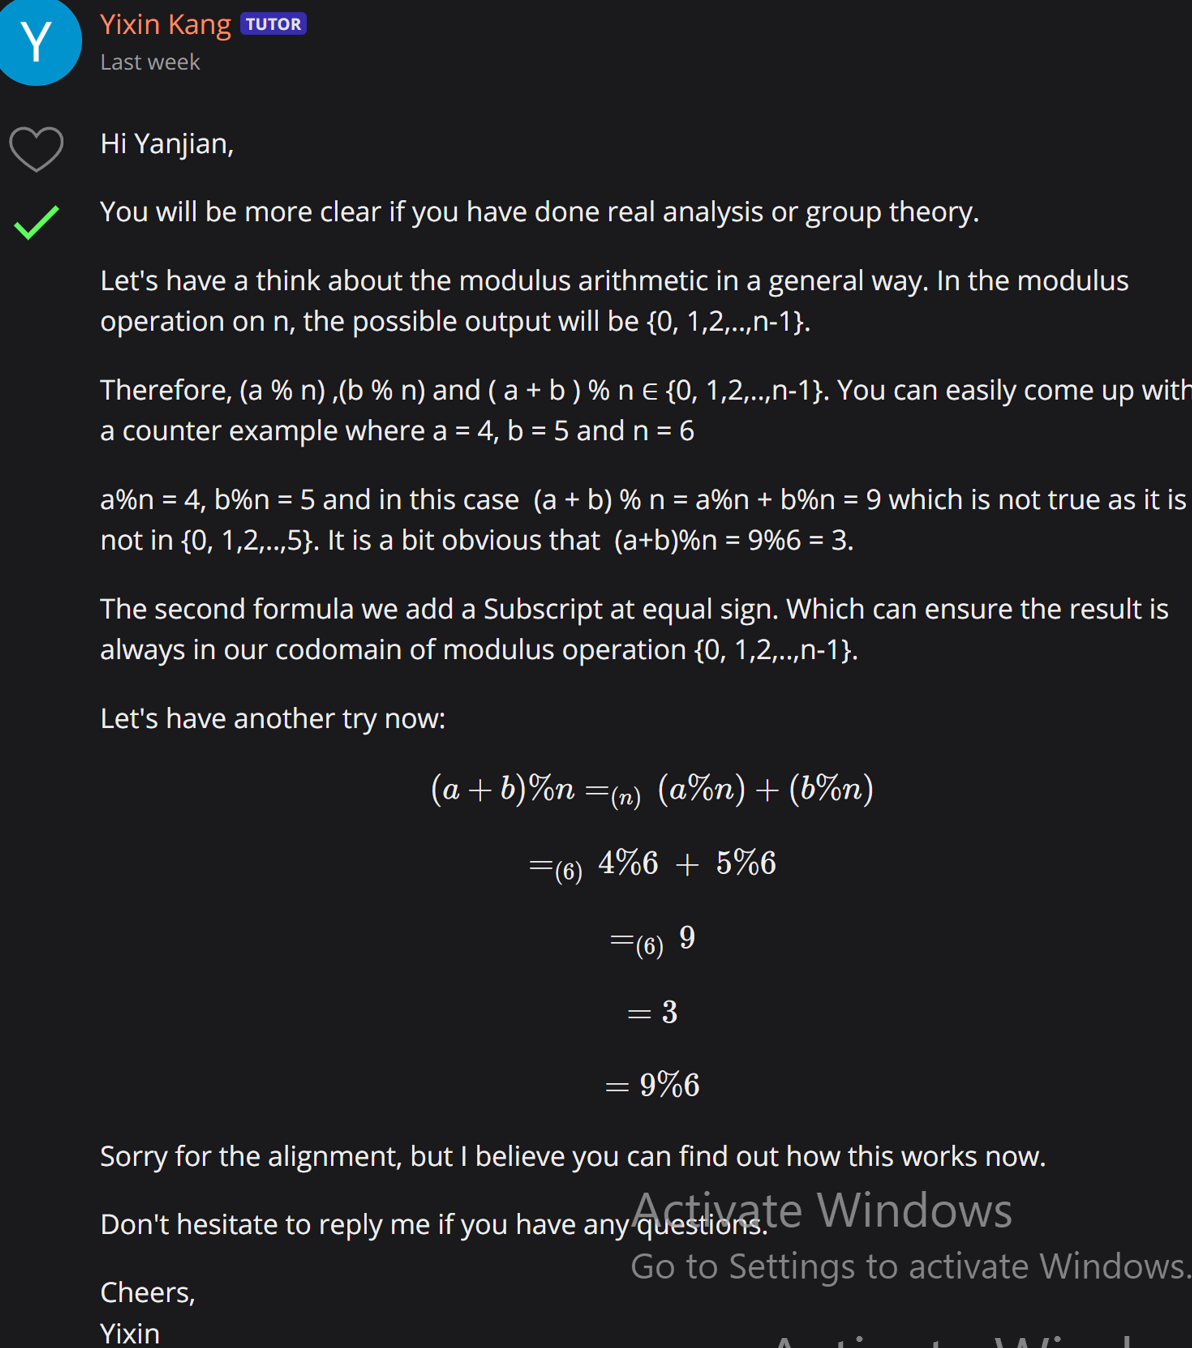 Y
Yixin Kang TUTOR
Last week
Hi Yanjian,
You will be more clear if you have done real analysis or group theory.
Let's have a think about the modulus arithmetic in a general way. In the modulus
operation on n, the possible output will be {0, 1,2,..,n-1}.
Therefore, (a % n) ,(b % n) and ( a + b ) % n ∈ {0, 1,2,..,n-1}. You can easily come up with
a counter example where a = 4, b = 5 and n = 6
a%n = 4, b%n = 5 and in this case  (a + b) % n = a%n + b%n = 9 which is not true as it is
not in {0, 1,2,..,5}. It is a bit obvious that  (a+b)%n = 9%6 = 3.
The second formula we add a Subscript at equal sign. Which can ensure the result is
always in our codomain of modulus operation {0, 1,2,..,n-1}.
Let's have another try now:
(a + b)%n =₍ₙ₎ (a%n) + (b%n)
=₍₆₎ 4%6 + 5%6
=₍₆₎ 9
= 3
= 9%6
Sorry for the alignment, but I believe you can find out how this works now.
Don't hesitate to reply me if you have any questions.
Activate Windows
Go to Settings to activate Windows.
Cheers,
Yixin